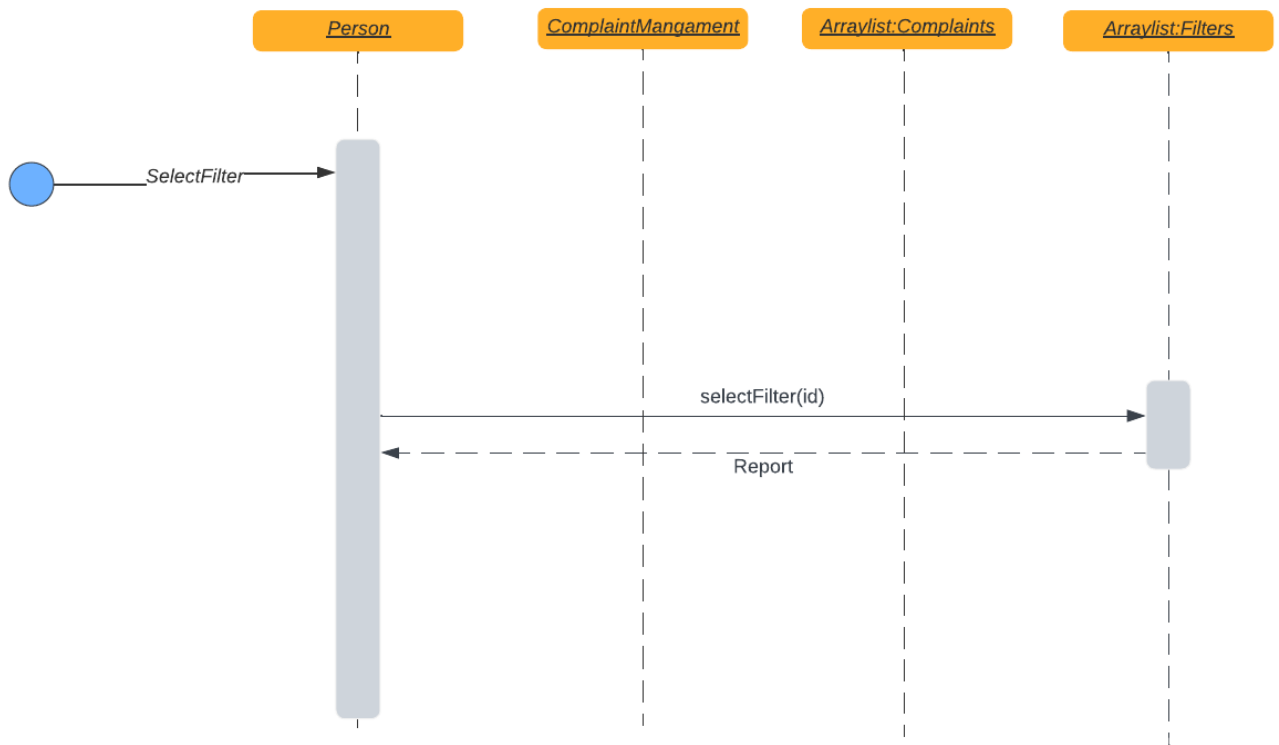 Person
ComplaintMangament
Arraylist:Complaints
Arraylist:Filters
SelectFilter
selectFilter(id)
Report